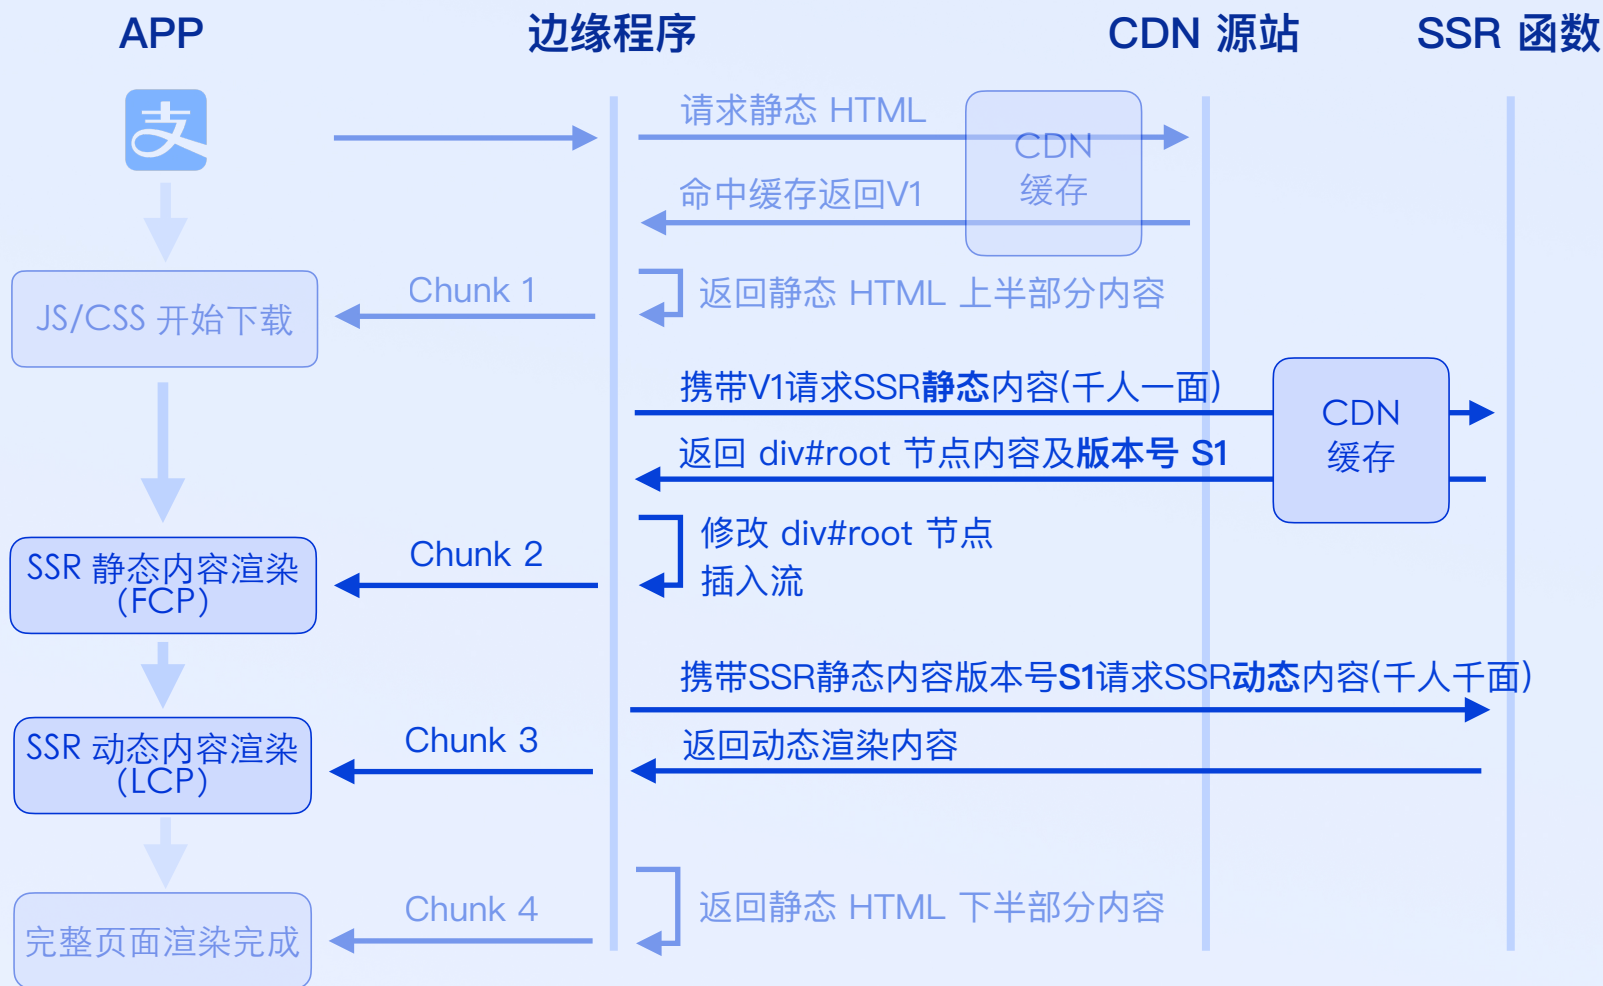 APP
边缘程序
CDN 源站
SSR 函数
支
请求静态 HTML
CDN
缓存
命中缓存返回V1
Chunk 1
返回静态 HTML 上半部分内容
JS/CSS 开始下载
携带V1请求SSR静态内容(千人一面)
CDN
缓存
返回 div#root 节点内容及版本号 S1
修改 div#root 节点
插入流
Chunk 2
SSR 静态内容渲染
(FCP)
携带SSR静态内容版本号S1请求SSR动态内容(千人千面)
Chunk 3
返回动态渲染内容
SSR 动态内容渲染
(LCP)
Chunk 4
返回静态 HTML 下半部分内容
完整页面渲染完成